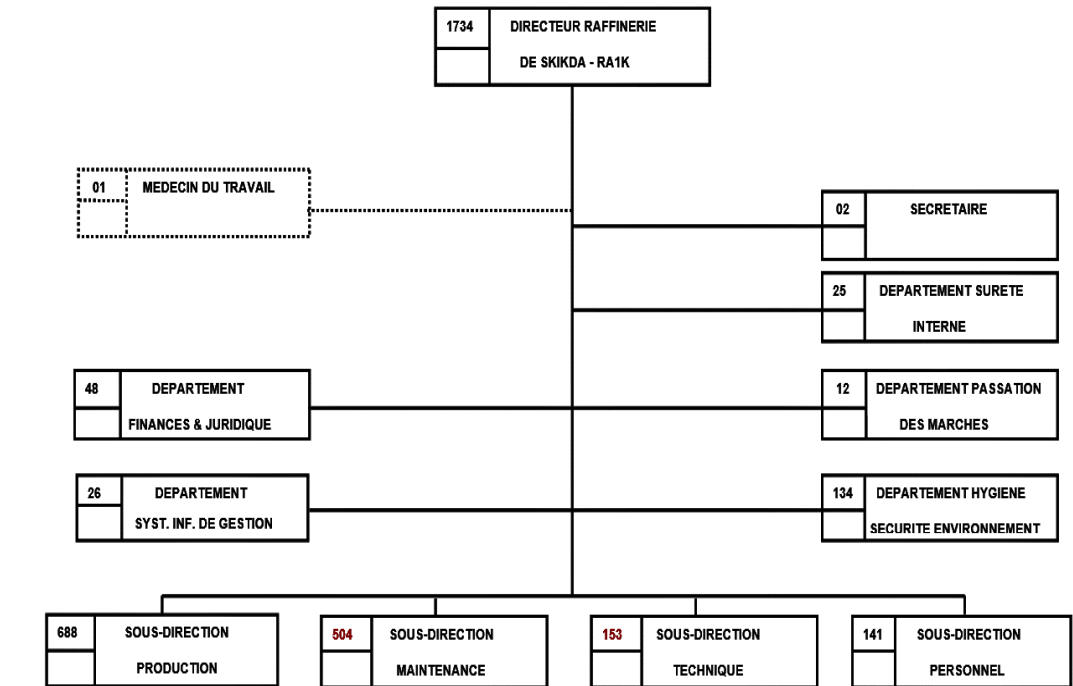 1734 DIRECTEUR RAFFINERIE
DE SKIKDA - RA1K
01 MEDECIN DU TRAVAIL
02 SECRETAIRE
25 DEPARTEMENT SURETE
INTERNE
48 DEPARTEMENT
FINANCES & JURIDIQUE
12 DEPARTEMENT PASSATION
DES MARCHES
26 DEPARTEMENT
SYST. INF. DE GESTION
134 DEPARTEMENT HYGIENE
SECURITE ENVIRONNEMENT
688 SOUS-DIRECTION
PRODUCTION
504 SOUS-DIRECTION
MAINTENANCE
153 SOUS-DIRECTION
TECHNIQUE
141 SOUS-DIRECTION
PERSONNEL